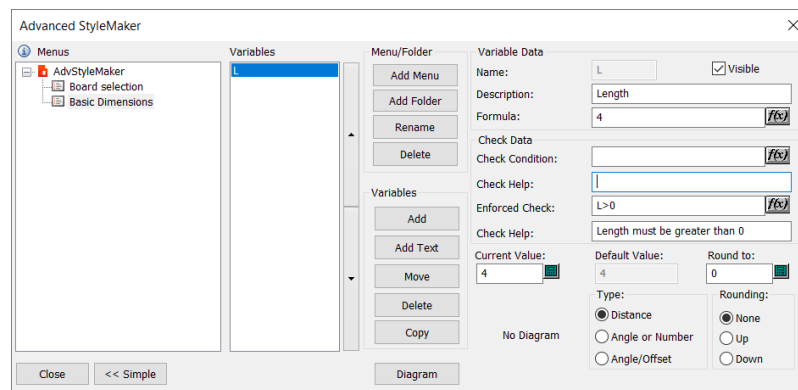 Advanced StyleMaker
Menus
AdvStyleMaker
Board selection
Basic Dimensions
Variables
L
Menu/Folder
Add Menu
Add Folder
Rename
Delete
Variables
Add
Add Text
Move
Delete
Copy
Variable Data
Name: L Visible
Description: Length
Formula: 4 f(x)
Check Data
Check Condition: f(x)
Check Help:
Enforced Check: L>0 f(x)
Check Help: Length must be greater than 0
Current Value: Default Value: Round to:
4 4 0
Type: Rounding:
Distance None
No Diagram Angle or Number Up
Angle/Offset Down
Close << Simple Diagram